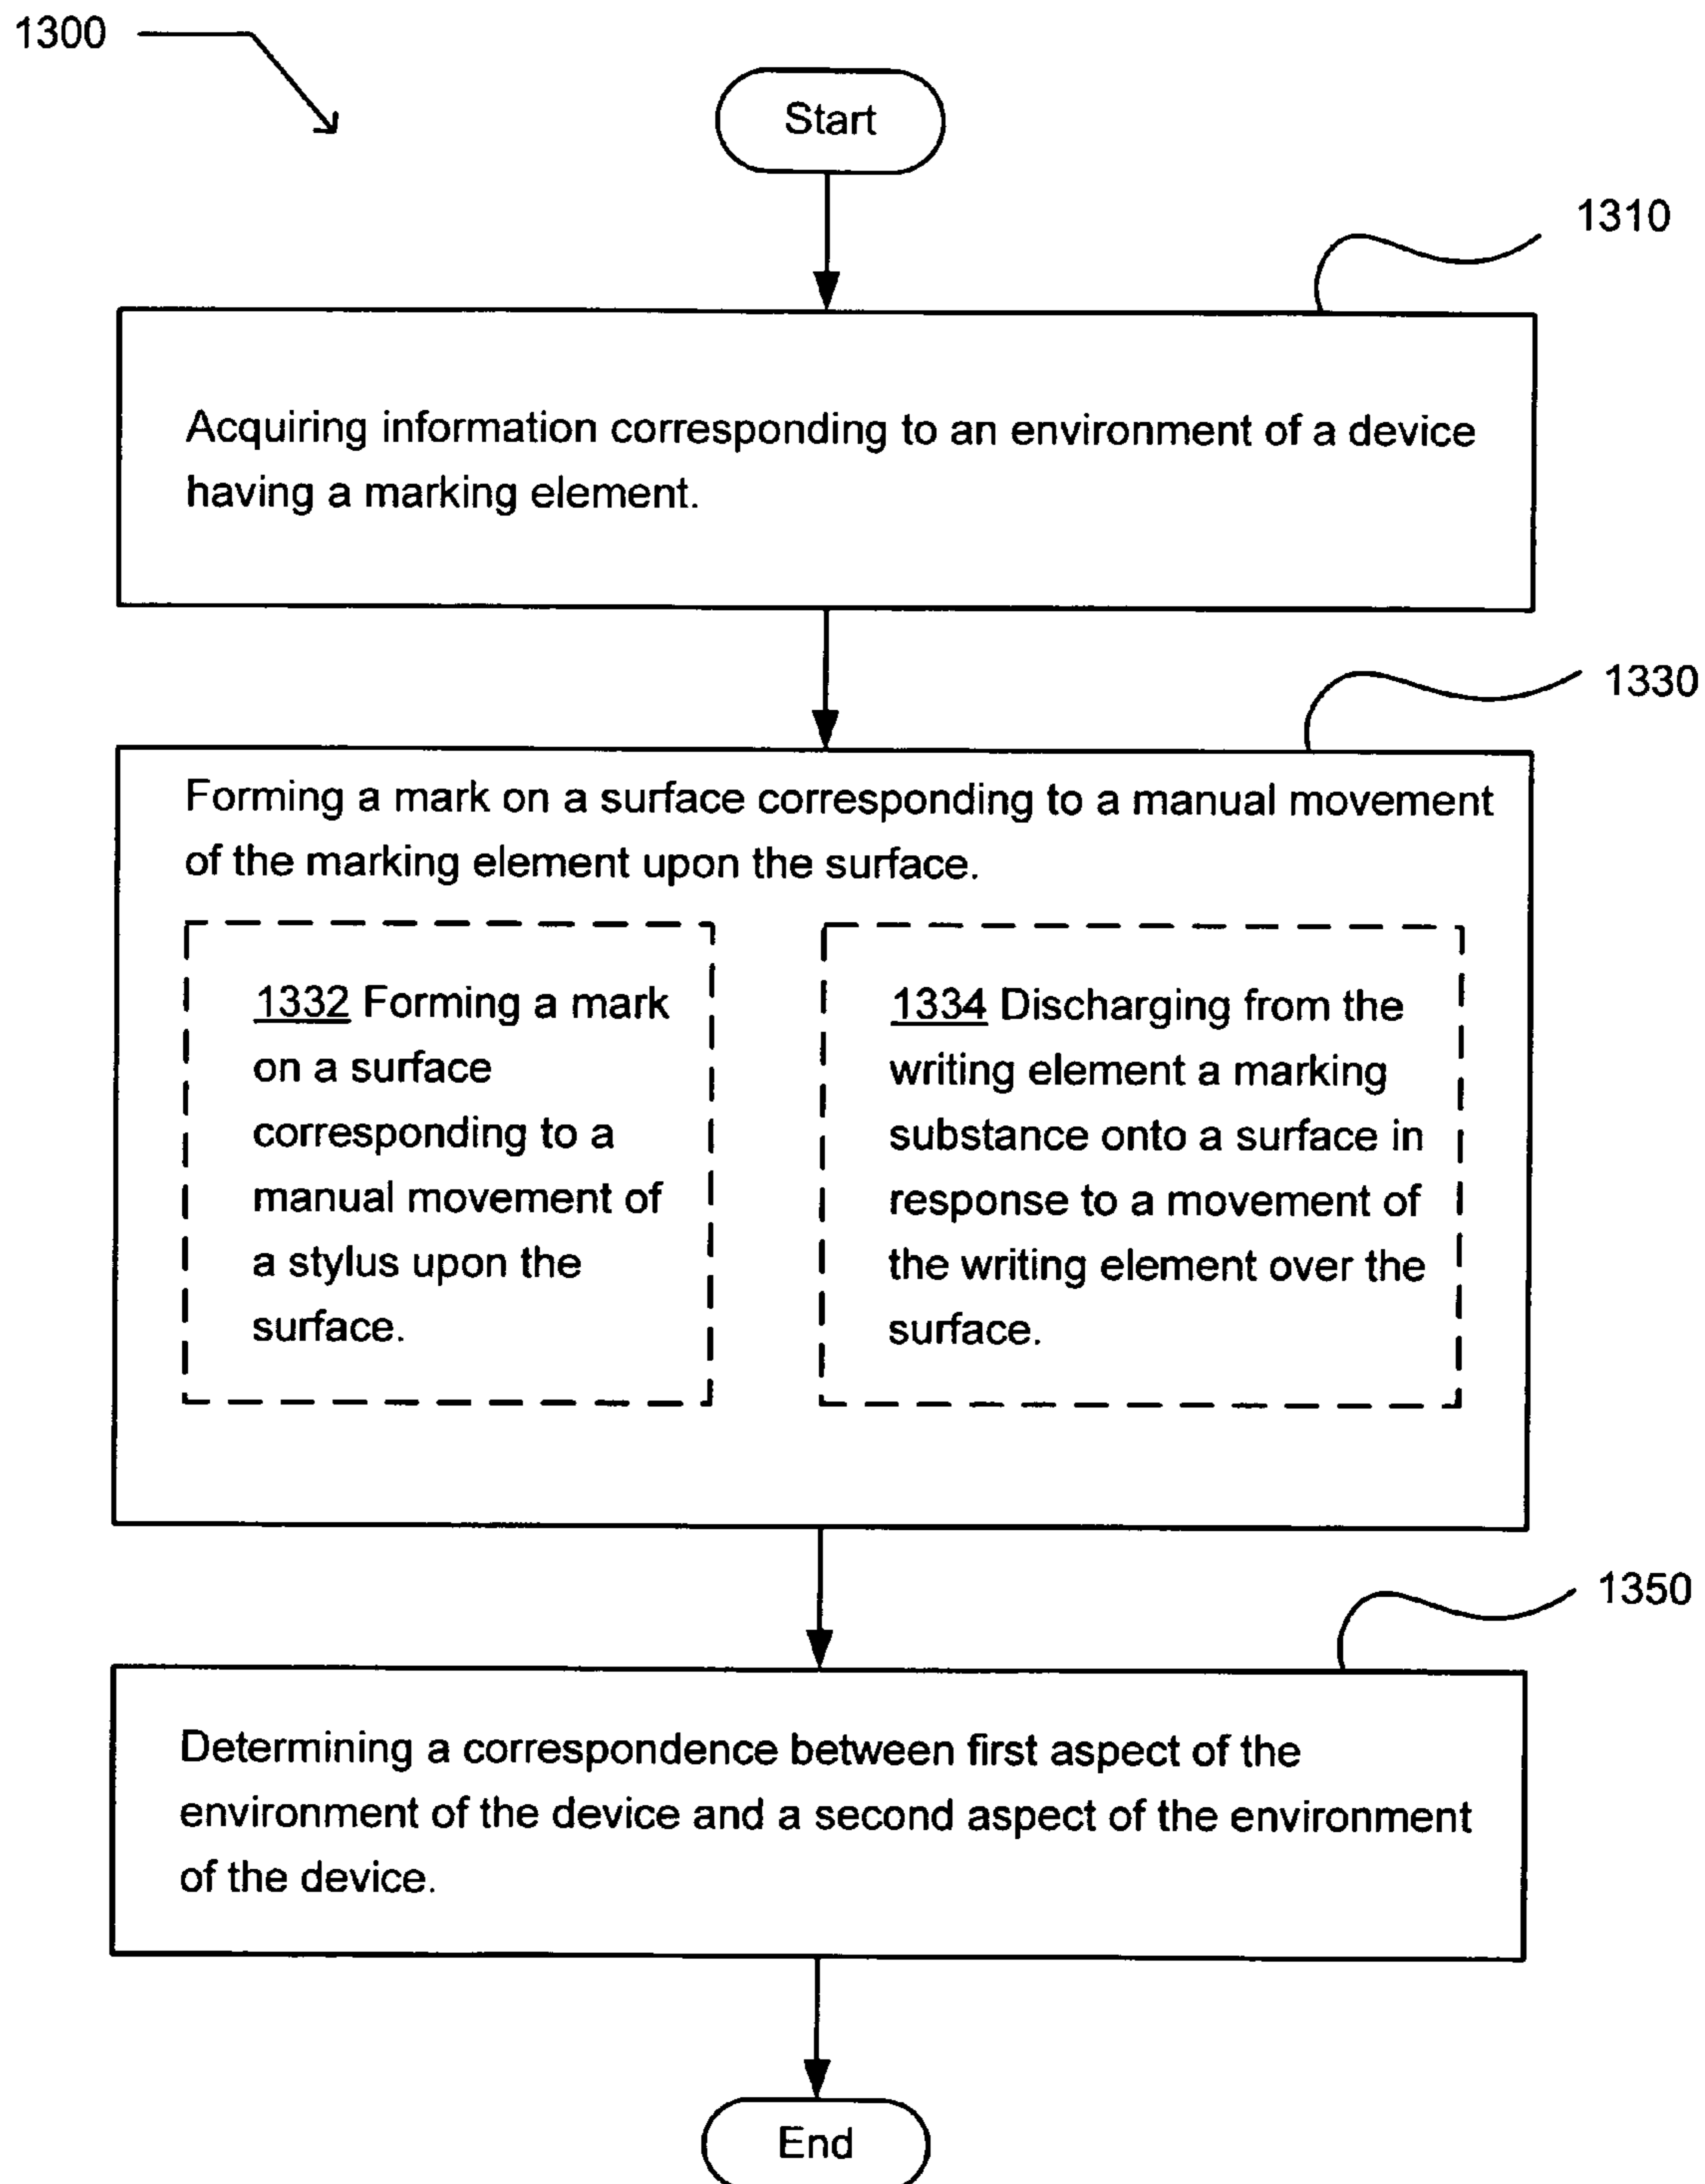 1300
Start
1310
Acquiring information corresponding to an environment of a device
having a marking element.
1330
Forming a mark on a surface corresponding to a manual movement
of the marking element upon the surface.
1332 Forming a mark
on a surface
corresponding to a
manual movement of
a stylus upon the
surface.
1334 Discharging from the
writing element a marking
substance onto a surface in
response to a movement of
the writing element over the
surface.
1350
Determining a correspondence between first aspect of the
environment of the device and a second aspect of the environment
of the device.
End